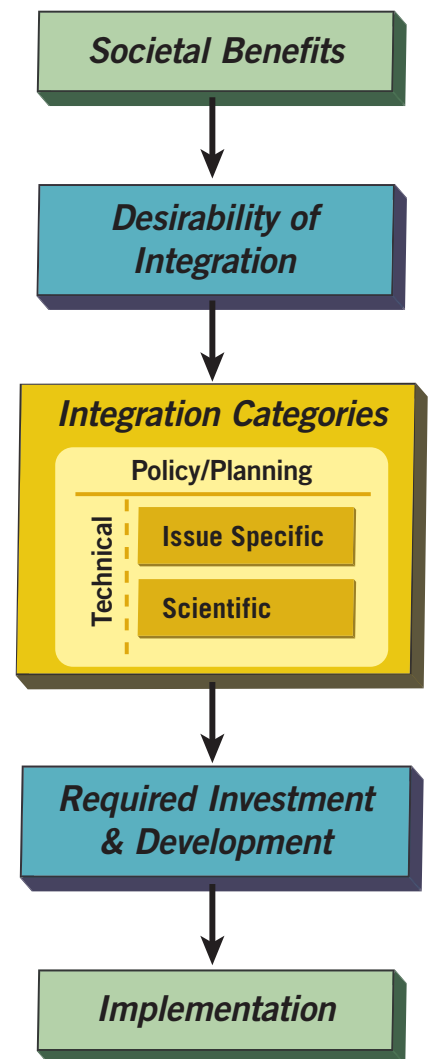 Societal Benefits
Desirability of
Integration
Integration Categories
Policy/Planning
Technical
Issue Specific
Scientific
Required Investment
& Development
Implementation